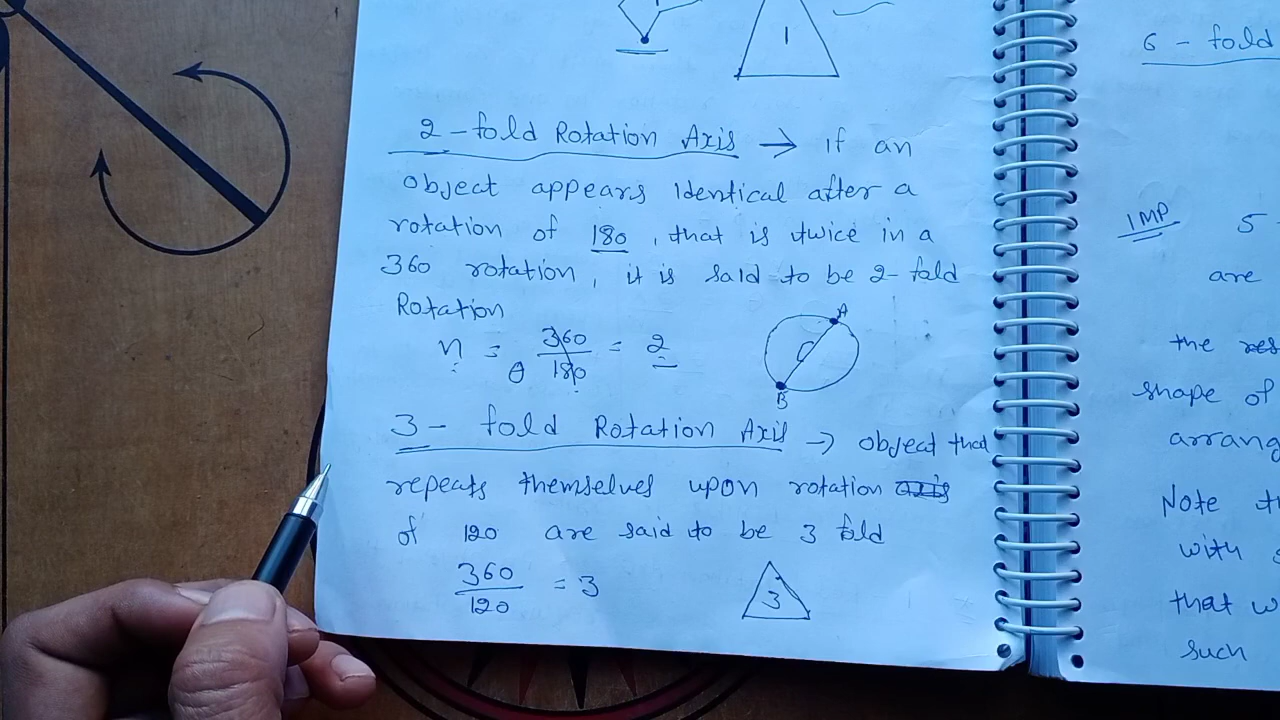 1
1
2-fold Rotation Axis → If an
object appears identical after a
rotation of 180, that is twice in a
360 rotation, it is said to be 2-fold
Rotation
n = 360 = 2
θ 180
A
B
3- fold Rotation Axis → object that
repeats themselves upon rotation
of 120 are said to be 3 fold
360 = 3
120
3
6 - fold
IMP 5
are
the
shape of
Note
with
that
such